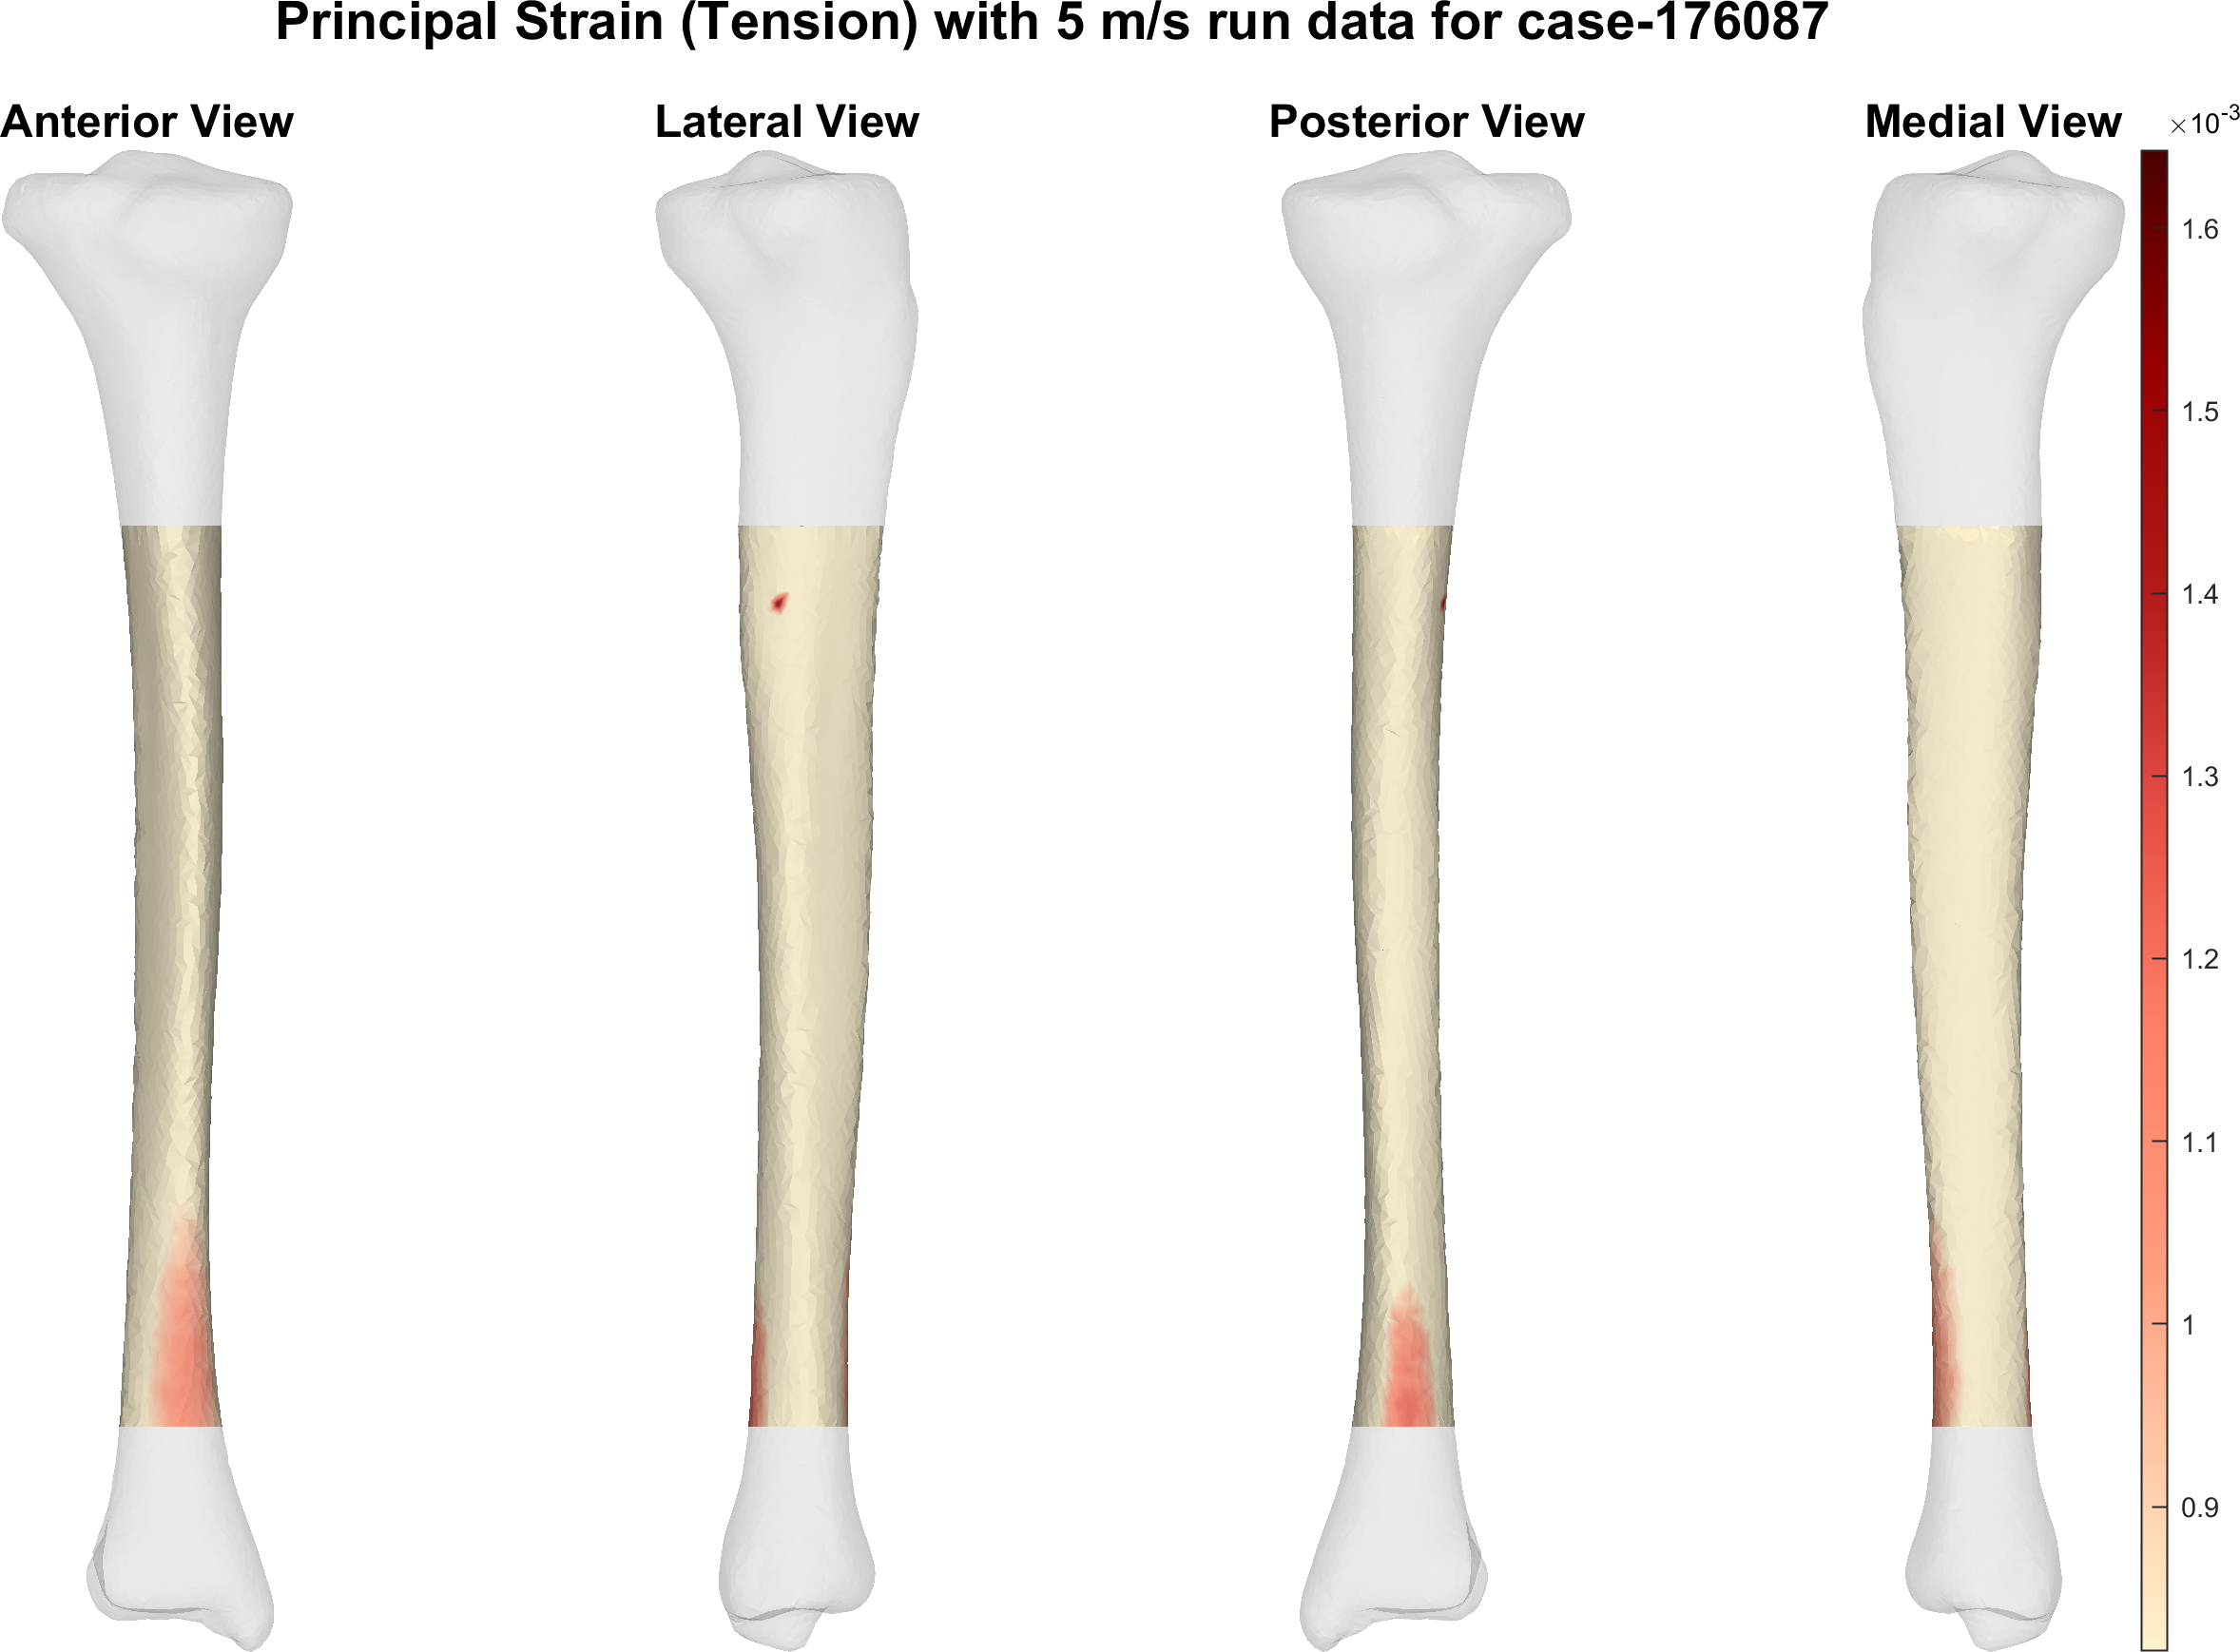 Principal Strain (Tension) with 5 m/s run data for case-176087
Anterior View
Lateral View
Posterior View
Medial View
×10-3
1.6
1.5
1.4
1.3
1.2
1.1
1
0.9